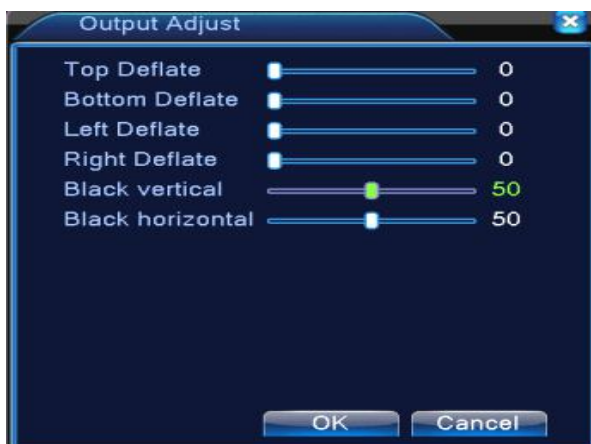 Output Adjust
Top Deflate 0
Bottom Deflate 0
Left Deflate 0
Right Deflate 0
Black vertical 50
Black horizontal 50
OK Cancel